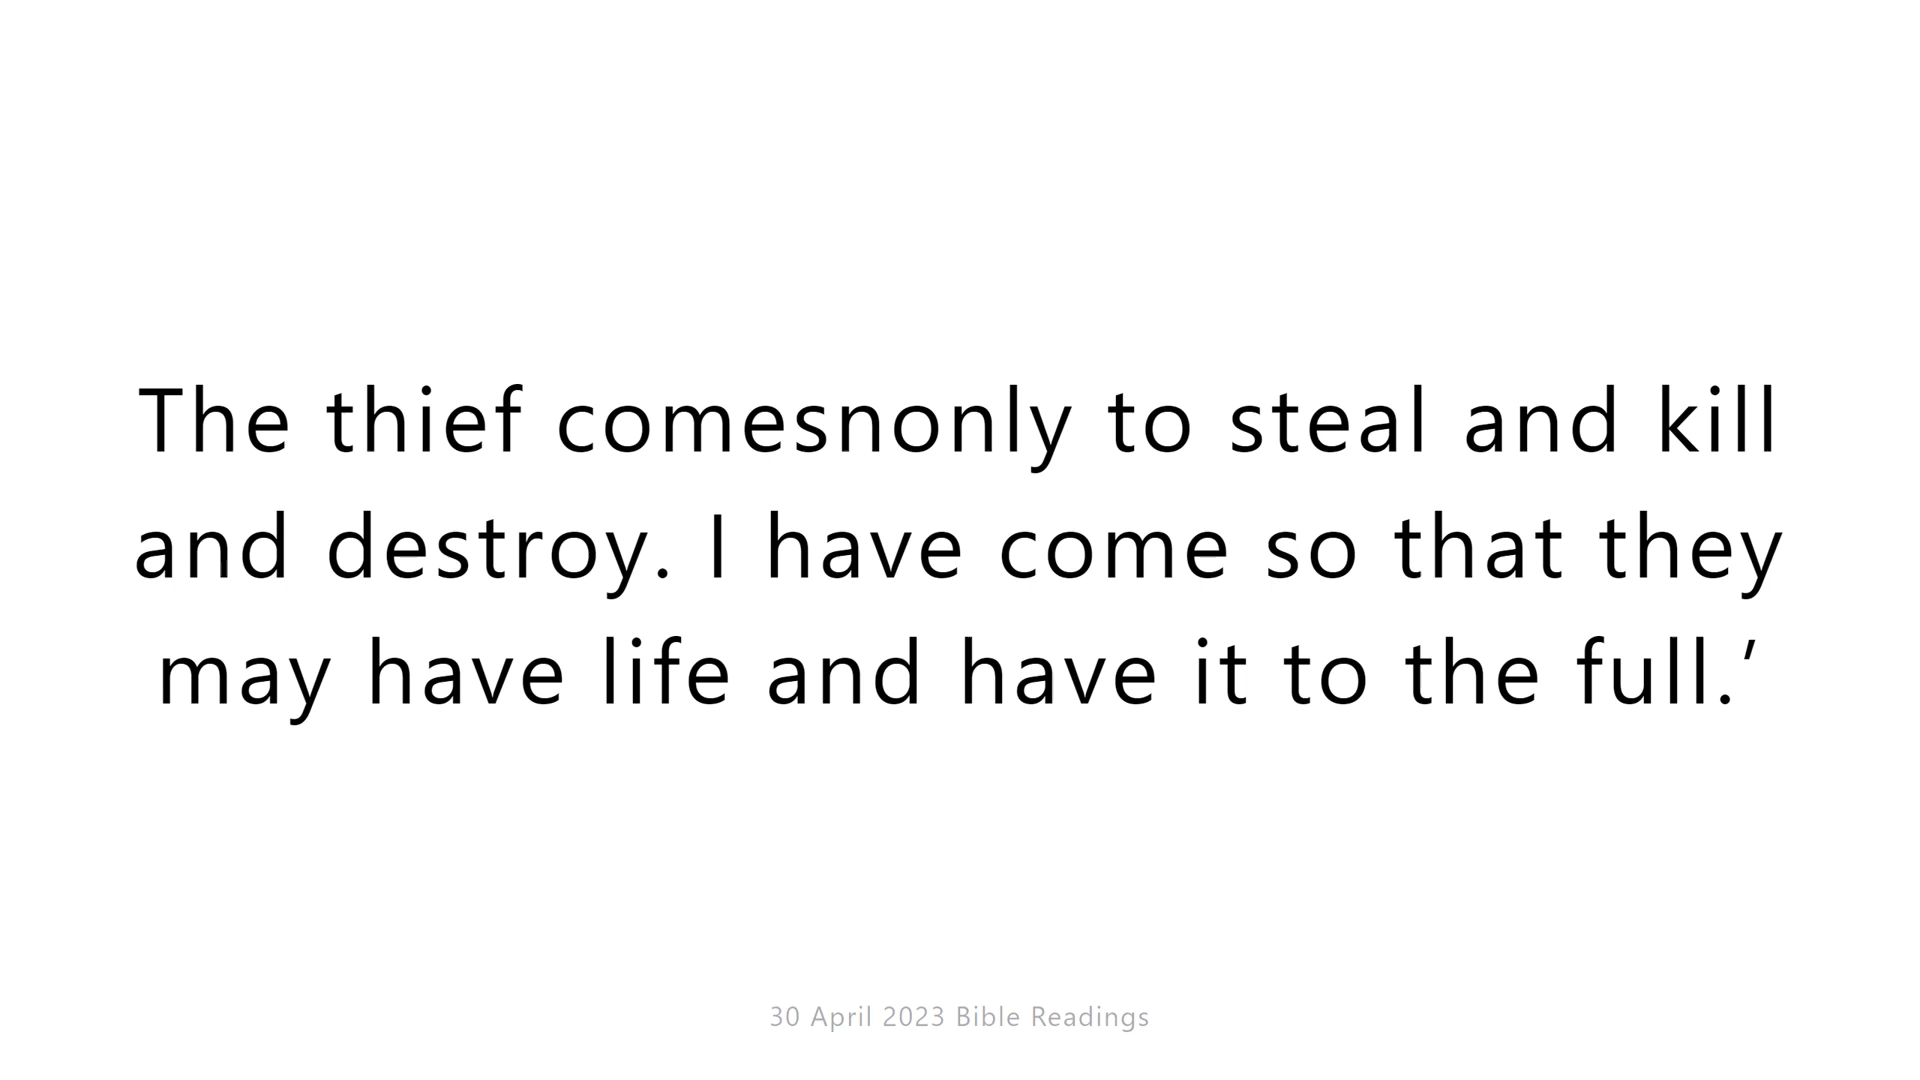 The thief comesnonly to steal and kill
and destroy. I have come so that they
may have life and have it to the full.’
30 April 2023 Bible Readings